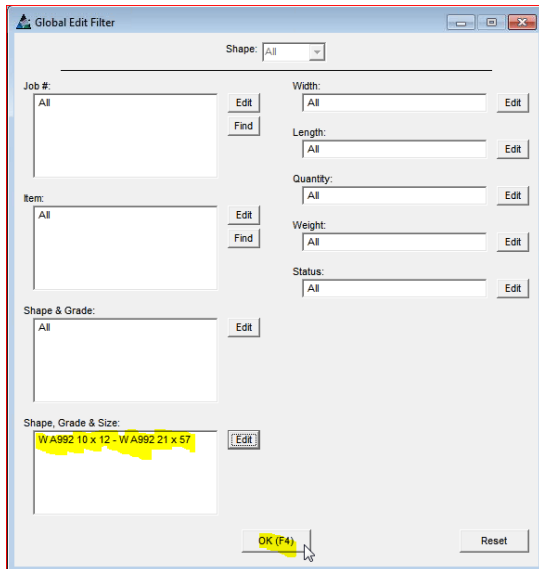 Global Edit Filter
Shape: All
Job #:
All
Edit
Find
Item:
All
Edit
Find
Shape & Grade:
All
Edit
Shape, Grade & Size:
W A992 10 x 12 - W A992 21 x 57
Edit
Width:
All
Edit
Length:
All
Edit
Quantity:
All
Edit
Weight:
All
Edit
Status:
All
Edit
OK (F4)
Reset